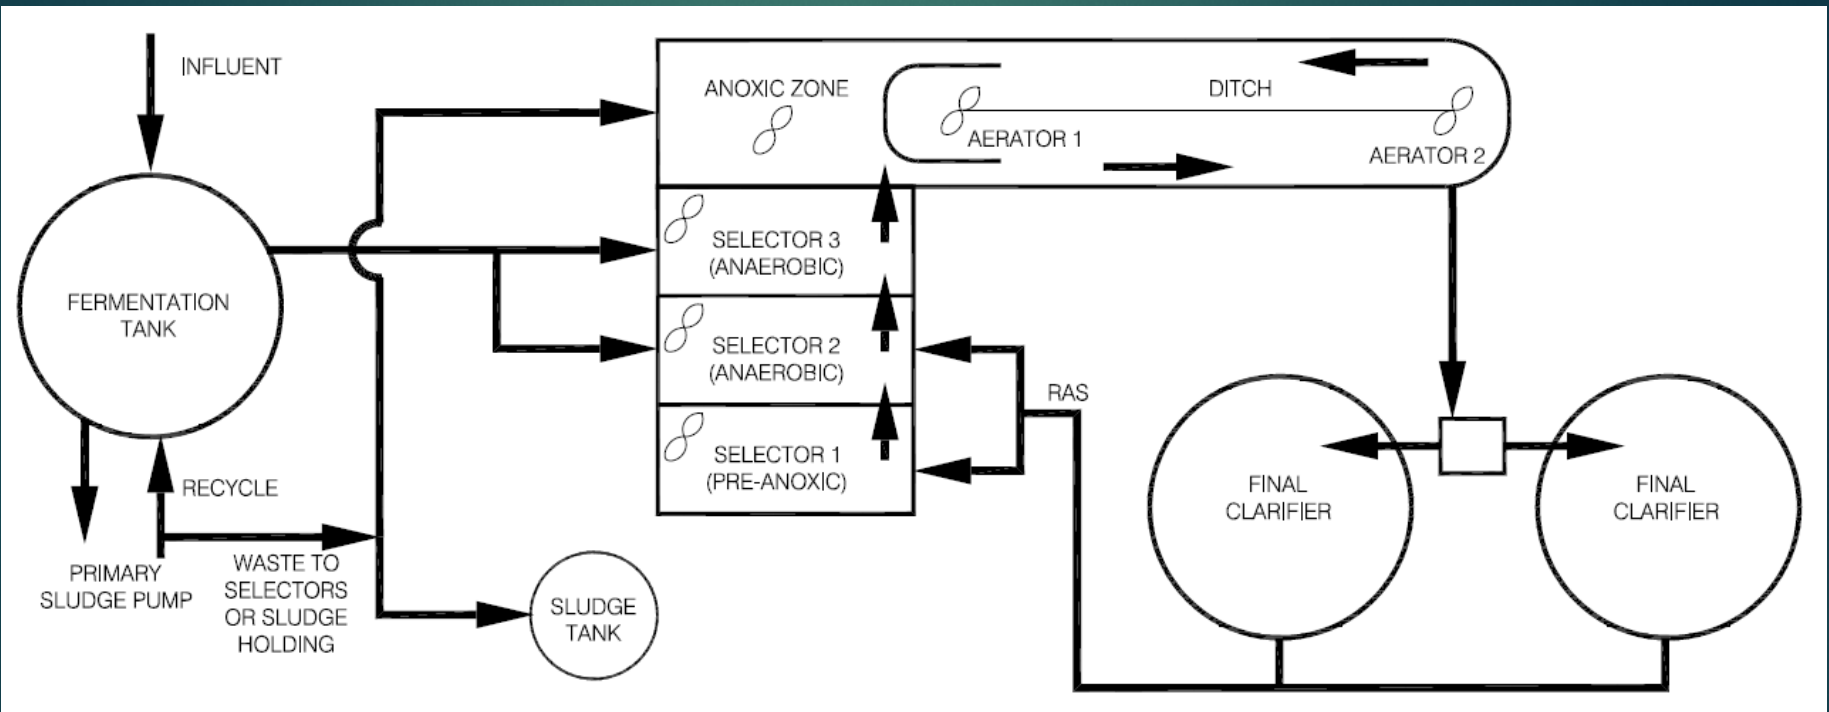 INFLUENT
FERMENTATION
TANK
RECYCLE
PRIMARY
SLUDGE PUMP
WASTE TO
SELECTORS
OR SLUDGE
HOLDING
SLUDGE
TANK
ANOXIC ZONE
DITCH
AERATOR 1
AERATOR 2
SELECTOR 3
(ANAEROBIC)
SELECTOR 2
(ANAEROBIC)
SELECTOR 1
(PRE-ANOXIC)
RAS
FINAL
CLARIFIER
FINAL
CLARIFIER